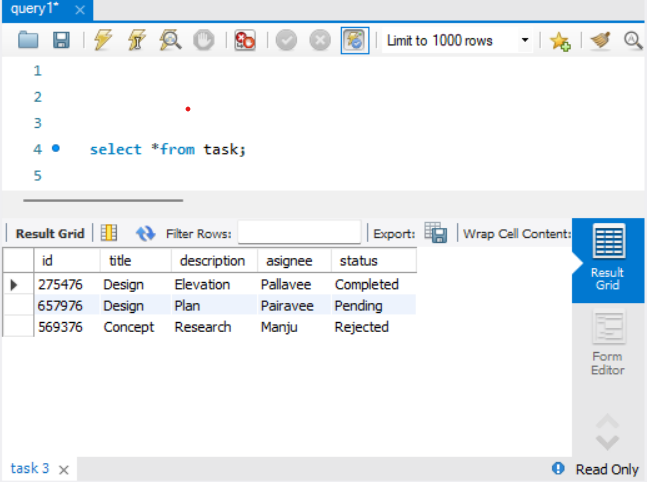 query1*
Limit to 1000 rows
1
2
3
4 select *from task;
5
Result Grid Filter Rows: Export: Wrap Cell Content:
id title description asignee status
275476 Design Elevation Pallavee Completed
657976 Design Plan Pairavee Pending
569376 Concept Research Manju Rejected
Result
Grid
Form
Editor
task 3 Read Only